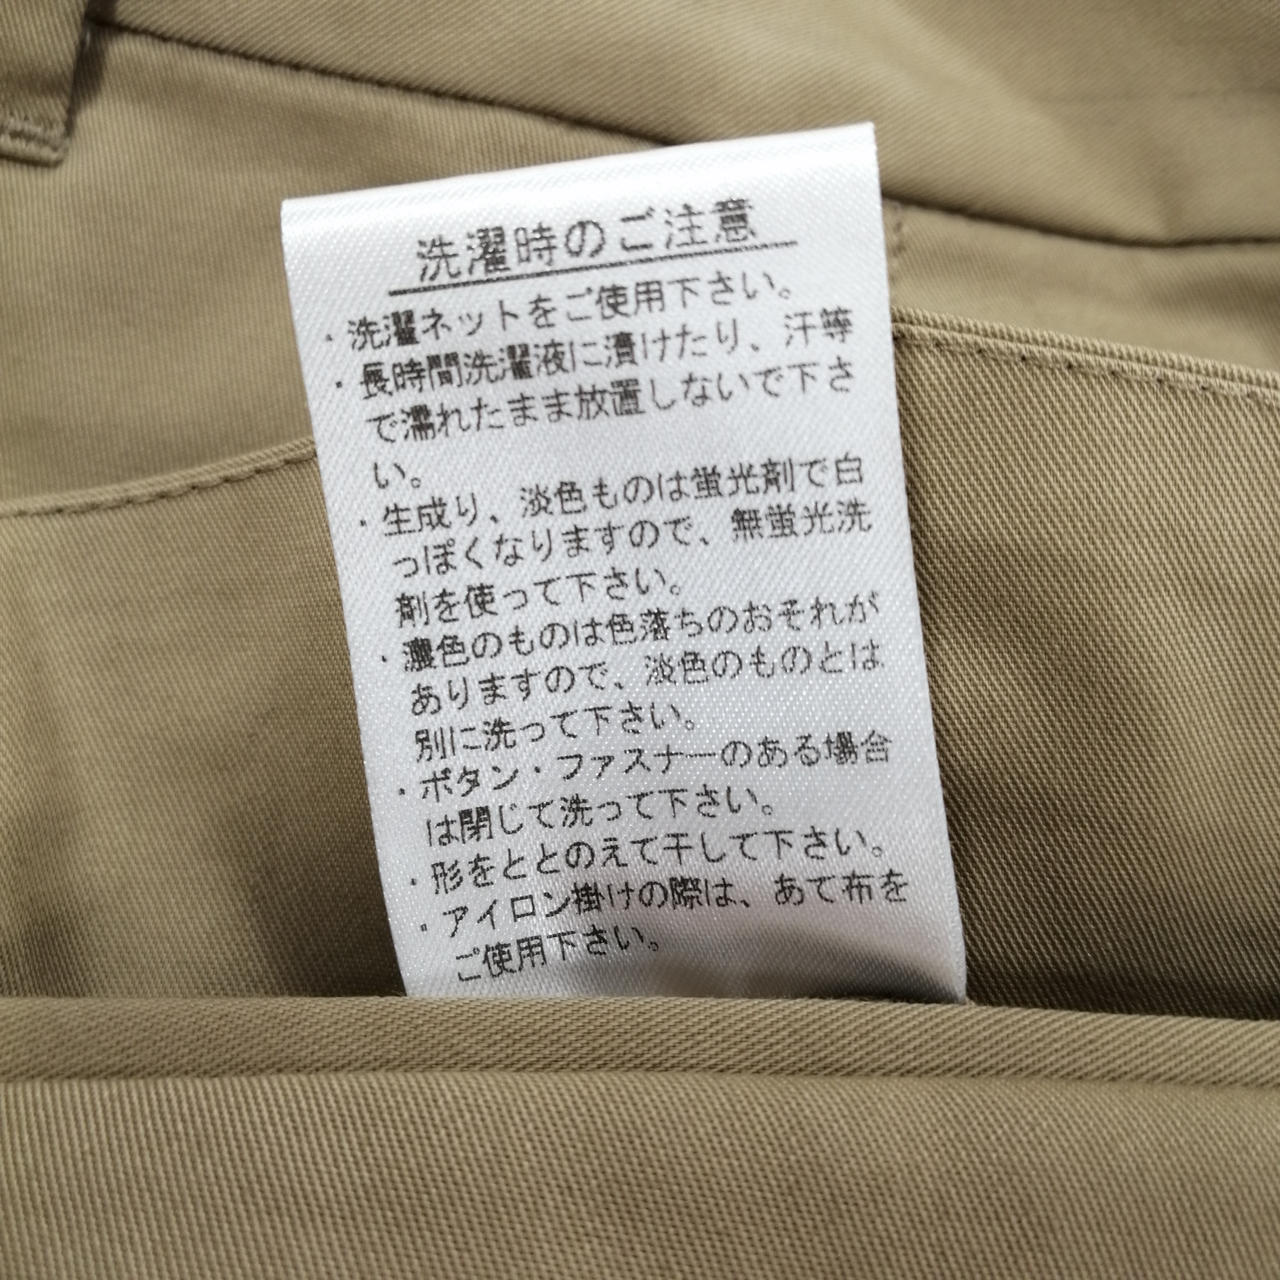 洗濯時のご注意
・洗濯ネットをご使用下さい。
・長時間洗濯液に漬けたり、汗等
で濡れたまま放置しないで下さ
い。
・生成り、淡色ものは蛍光剤で白
っぽくなりますので、無蛍光洗
剤を使って下さい。
・濃色のものは色落ちのおそれが
ありますので、淡色のものとは
別に洗って下さい。
・ボタン・ファスナーのある場合
は閉じて洗って下さい。
・形をととのえて干して下さい。
・アイロン掛けの際は、あて布を
ご使用下さい。